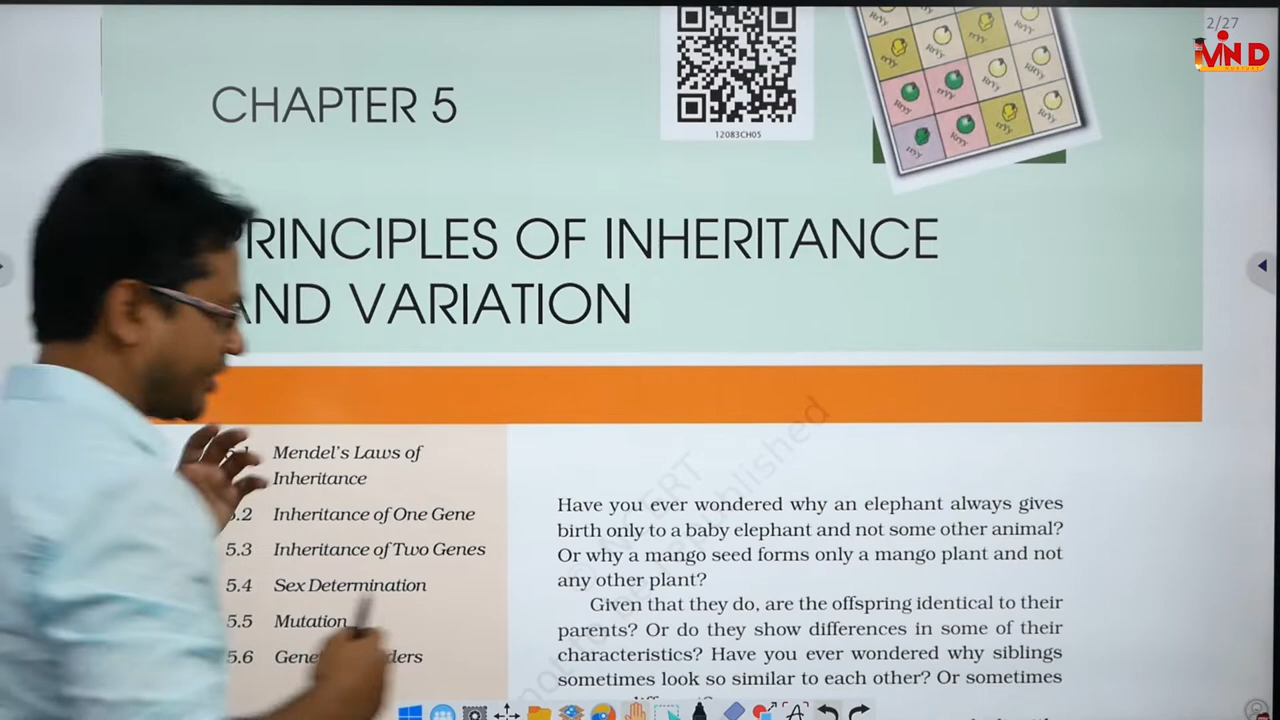 2/27
MIND
CHAPTER 5
12083CH05
RINCIPLES OF INHERITANCE
AND VARIATION
5.1 Mendel's Laws of
Inheritance
5.2 Inheritance of One Gene
5.3 Inheritance of Two Genes
5.4 Sex Determination
5.5 Mutation
5.6
Have you ever wondered why an elephant always gives
birth only to a baby elephant and not some other animal?
Or why a mango seed forms only a mango plant and not
any other plant?
Given that they do, are the offspring identical to their
parents? Or do they show differences in some of their
characteristics? Have you ever wondered why siblings
sometimes look so similar to each other? Or sometimes